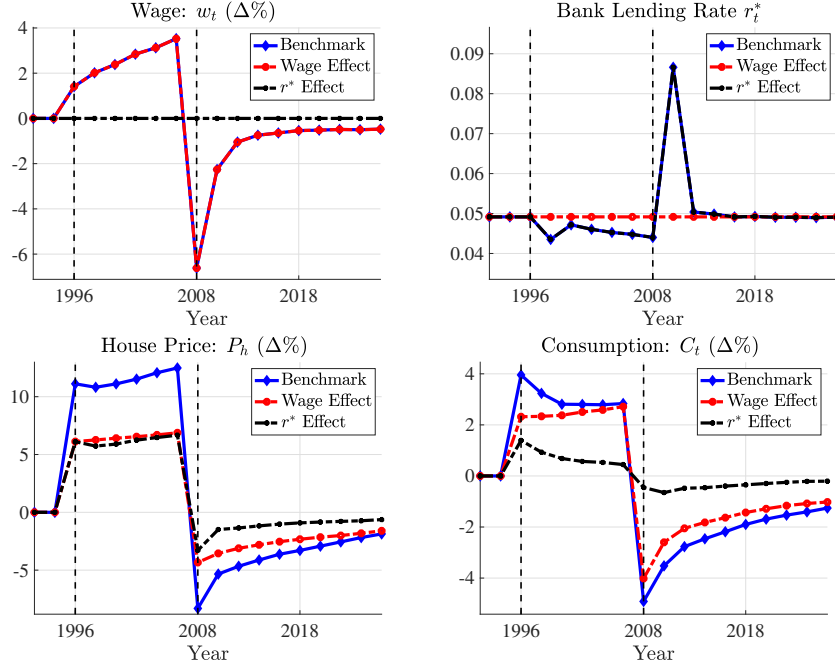 Wage: w_t (Δ%)
4
2
0
-2
-4
-6
1996
2008
2018
Year
Benchmark
Wage Effect
r* Effect
Bank Lending Rate r*_t
0.09
0.08
0.07
0.06
0.05
0.04
1996
2008
2018
Year
Benchmark
Wage Effect
r* Effect
House Price: P_h (Δ%)
10
5
0
-5
1996
2008
2018
Year
Benchmark
Wage Effect
r* Effect
Consumption: C_t (Δ%)
4
2
0
-2
-4
1996
2008
2018
Year
Benchmark
Wage Effect
r* Effect